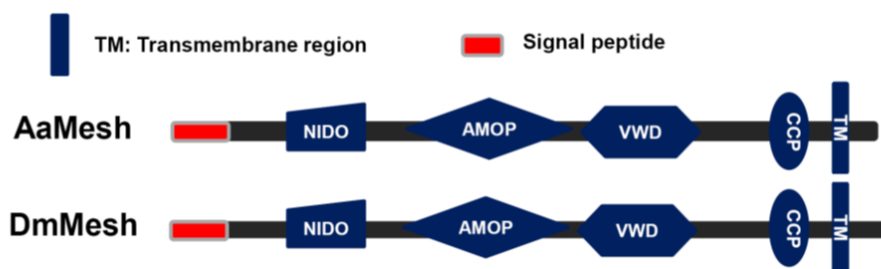 TM: Transmembrane region
Signal peptide
AaMesh
NIDO
AMOP
VWD
CCP
TM
DmMesh
NIDO
AMOP
VWD
CCP
TM